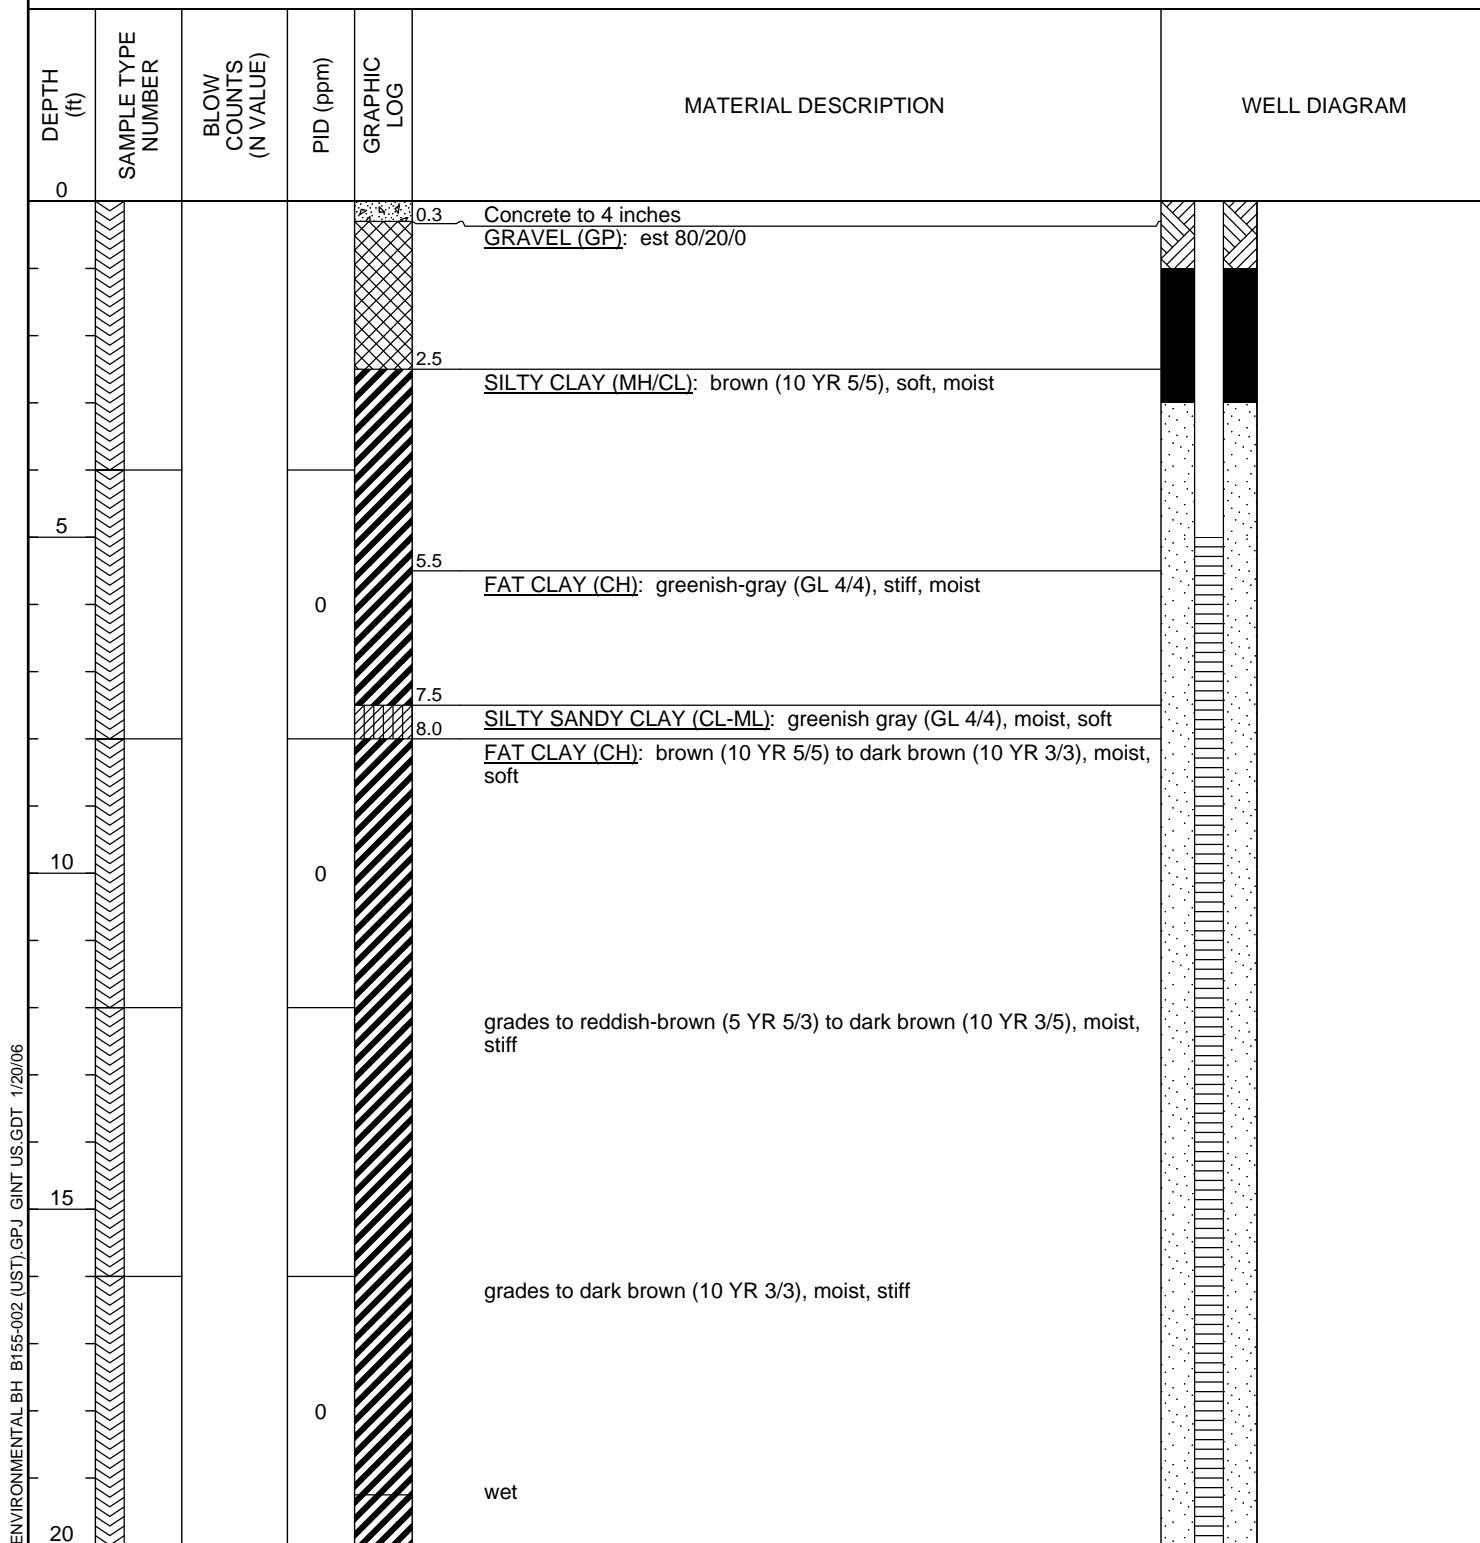 DEPTH
(ft)
SAMPLE TYPE
NUMBER
BLOW
COUNTS
(N VALUE)
PID (ppm)
GRAPHIC
LOG
MATERIAL DESCRIPTION
WELL DIAGRAM
0
0.3 Concrete to 4 inches
GRAVEL (GP): est 80/20/0
2.5
SILTY CLAY (MH/CL): brown (10 YR 5/5), soft, moist
5
5.5
FAT CLAY (CH): greenish-gray (GL 4/4), stiff, moist
0
7.5
SILTY SANDY CLAY (CL-ML): greenish gray (GL 4/4), moist, soft
8.0
FAT CLAY (CH): brown (10 YR 5/5) to dark brown (10 YR 3/3), moist,
soft
10
0
grades to reddish-brown (5 YR 5/3) to dark brown (10 YR 3/5), moist,
stiff
15
grades to dark brown (10 YR 3/3), moist, stiff
0
wet
20
ENVIRONMENTAL BH B155-002 (UST).GPJ GINT US.GDT 1/20/06